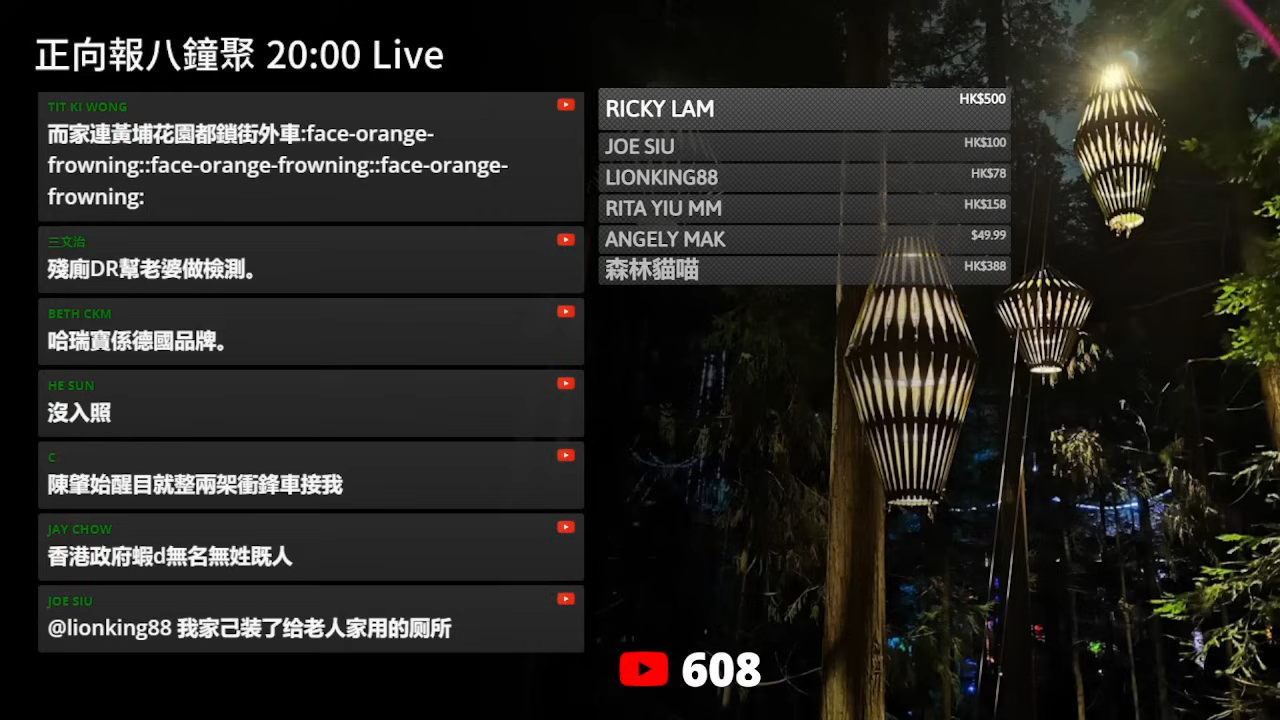 正向報八鐘聚 20:00 Live
TIT KI WONG
而家連黃埔花園都鎖街外車:face-orange-
frowning::face-orange-frowning::face-orange-
frowning:
三文治
殘廁DR幫老婆做檢測。
BETH CKM
哈瑞寶係德國品牌。
HE SUN
沒入照
C
陳肇始醒目就整兩架衝鋒車接我
JAY CHOW
香港政府蝦d無名無姓既人
JOE SIU
@lionking88 我家己装了给老人家用的厕所
RICKY LAM HK$500
JOE SIU HK$100
LIONKING88 HK$78
RITA YIU MM HK$158
ANGELY MAK $49.99
森林貓喵 HK$388
608